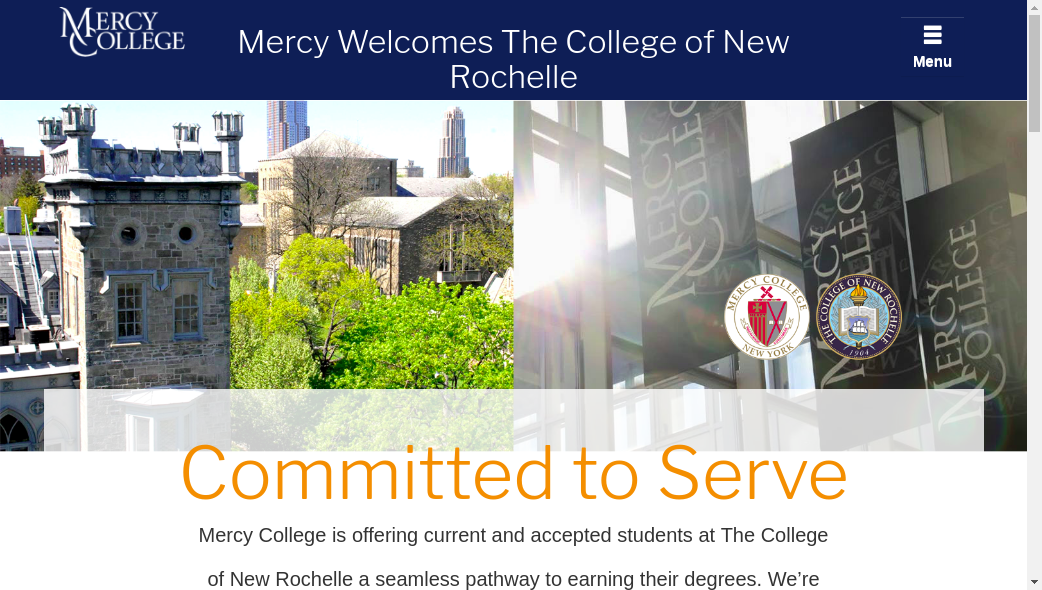 MERCY
COLLEGE
Mercy Welcomes The College of New
Rochelle
Menu
MERCY
COLLEGE
MERCY
COLLEGE
MERCY
COLLEGE
MERCY COLLEGE
NEW YORK
THE COLLEGE OF NEW ROCHELLE
1904
Committed to Serve
Mercy College is offering current and accepted students at The College
of New Rochelle a seamless pathway to earning their degrees. We’re